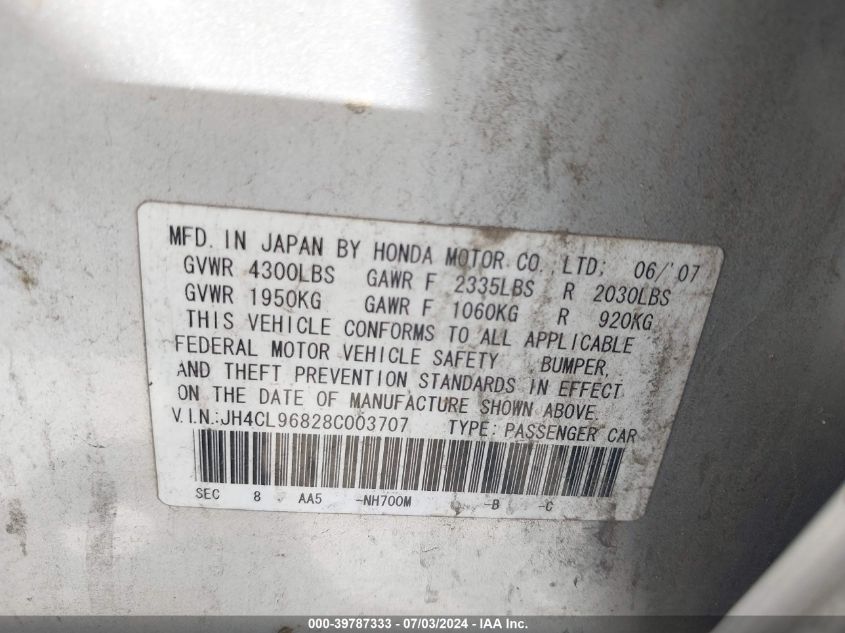 MFD. IN JAPAN BY HONDA MOTOR CO., LTD; 06/'07
GVWR 4300LBS GAWR F 2335LBS R 2030LBS
GVWR 1950KG GAWR F 1060KG R 920KG
THIS VEHICLE CONFORMS TO ALL APPLICABLE
FEDERAL MOTOR VEHICLE SAFETY BUMPER,
AND THEFT PREVENTION STANDARDS IN EFFECT
ON THE DATE OF MANUFACTURE SHOWN ABOVE.
V.I.N.:JH4CL96828C003707 TYPE: PASSENGER CAR
SEC 8 AA5 -NH700M -B -C
000-39787333 - 07/03/2024 - IAA Inc.